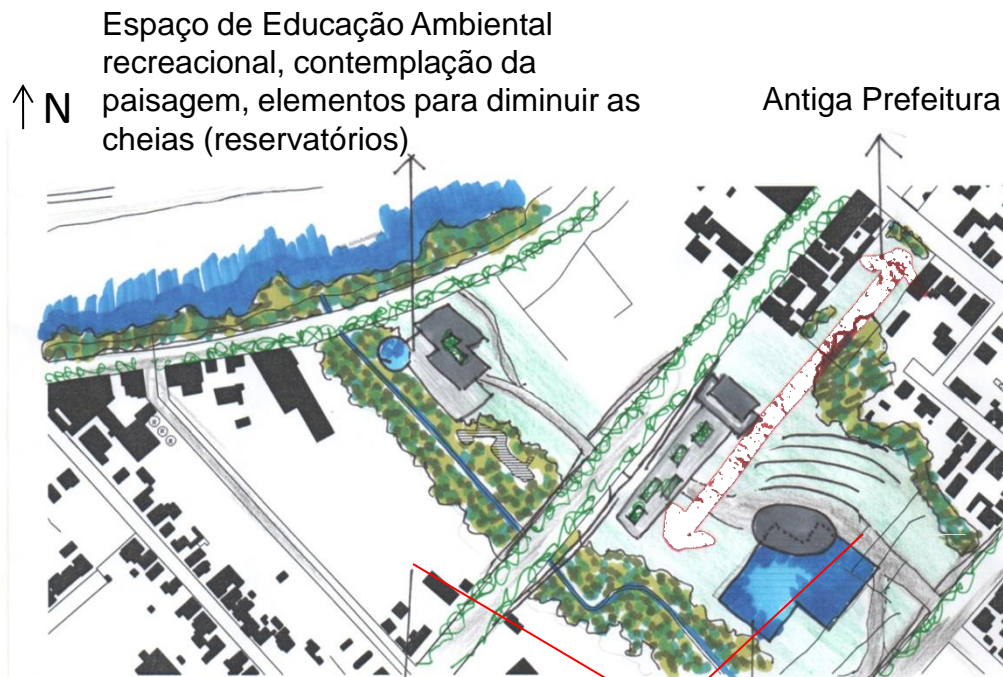 Espaço de Educação Ambiental
recreacional, contemplação da
paisagem, elementos para diminuir as
cheias (reservatórios)
N
Antiga Prefeitura